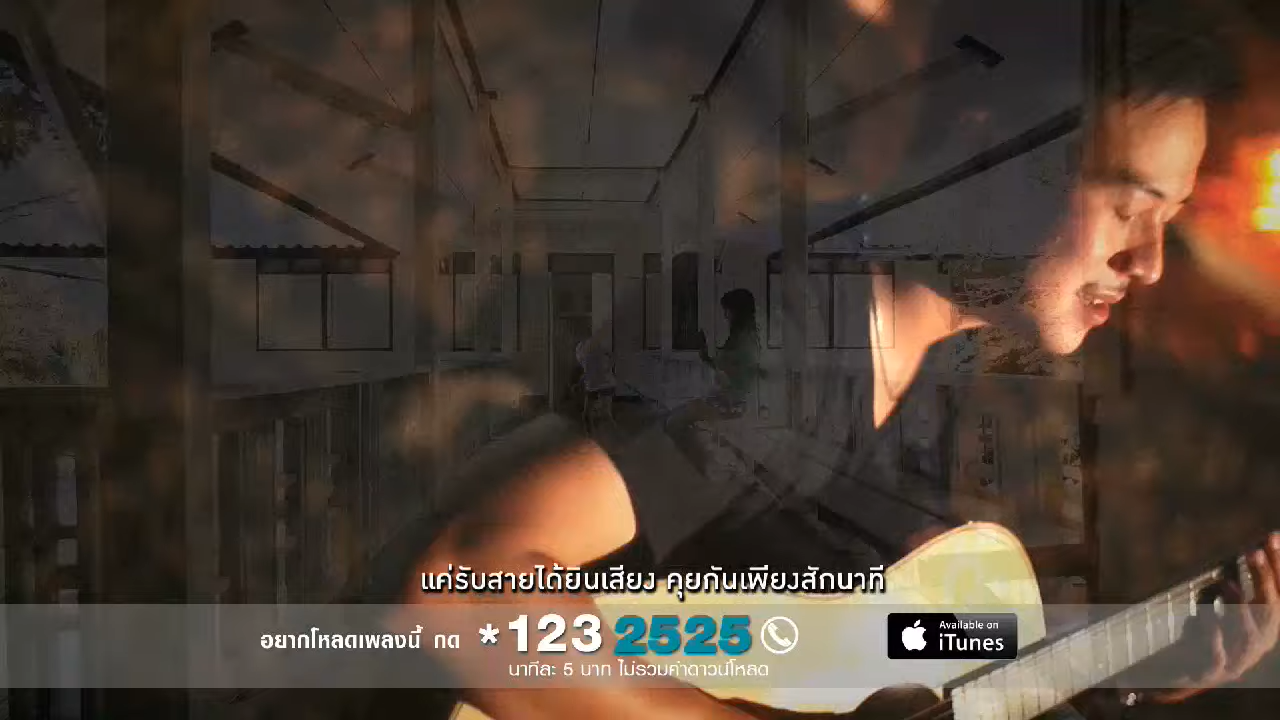 แค่รับสายได้ยินเสียง คุยกันเพียงสักนาที
อยากโหลดเพลงนี้ กด *123 2525
Available on
iTunes
นาทีละ 5 บาท ไม่รวมค่าดาวน์โหลด